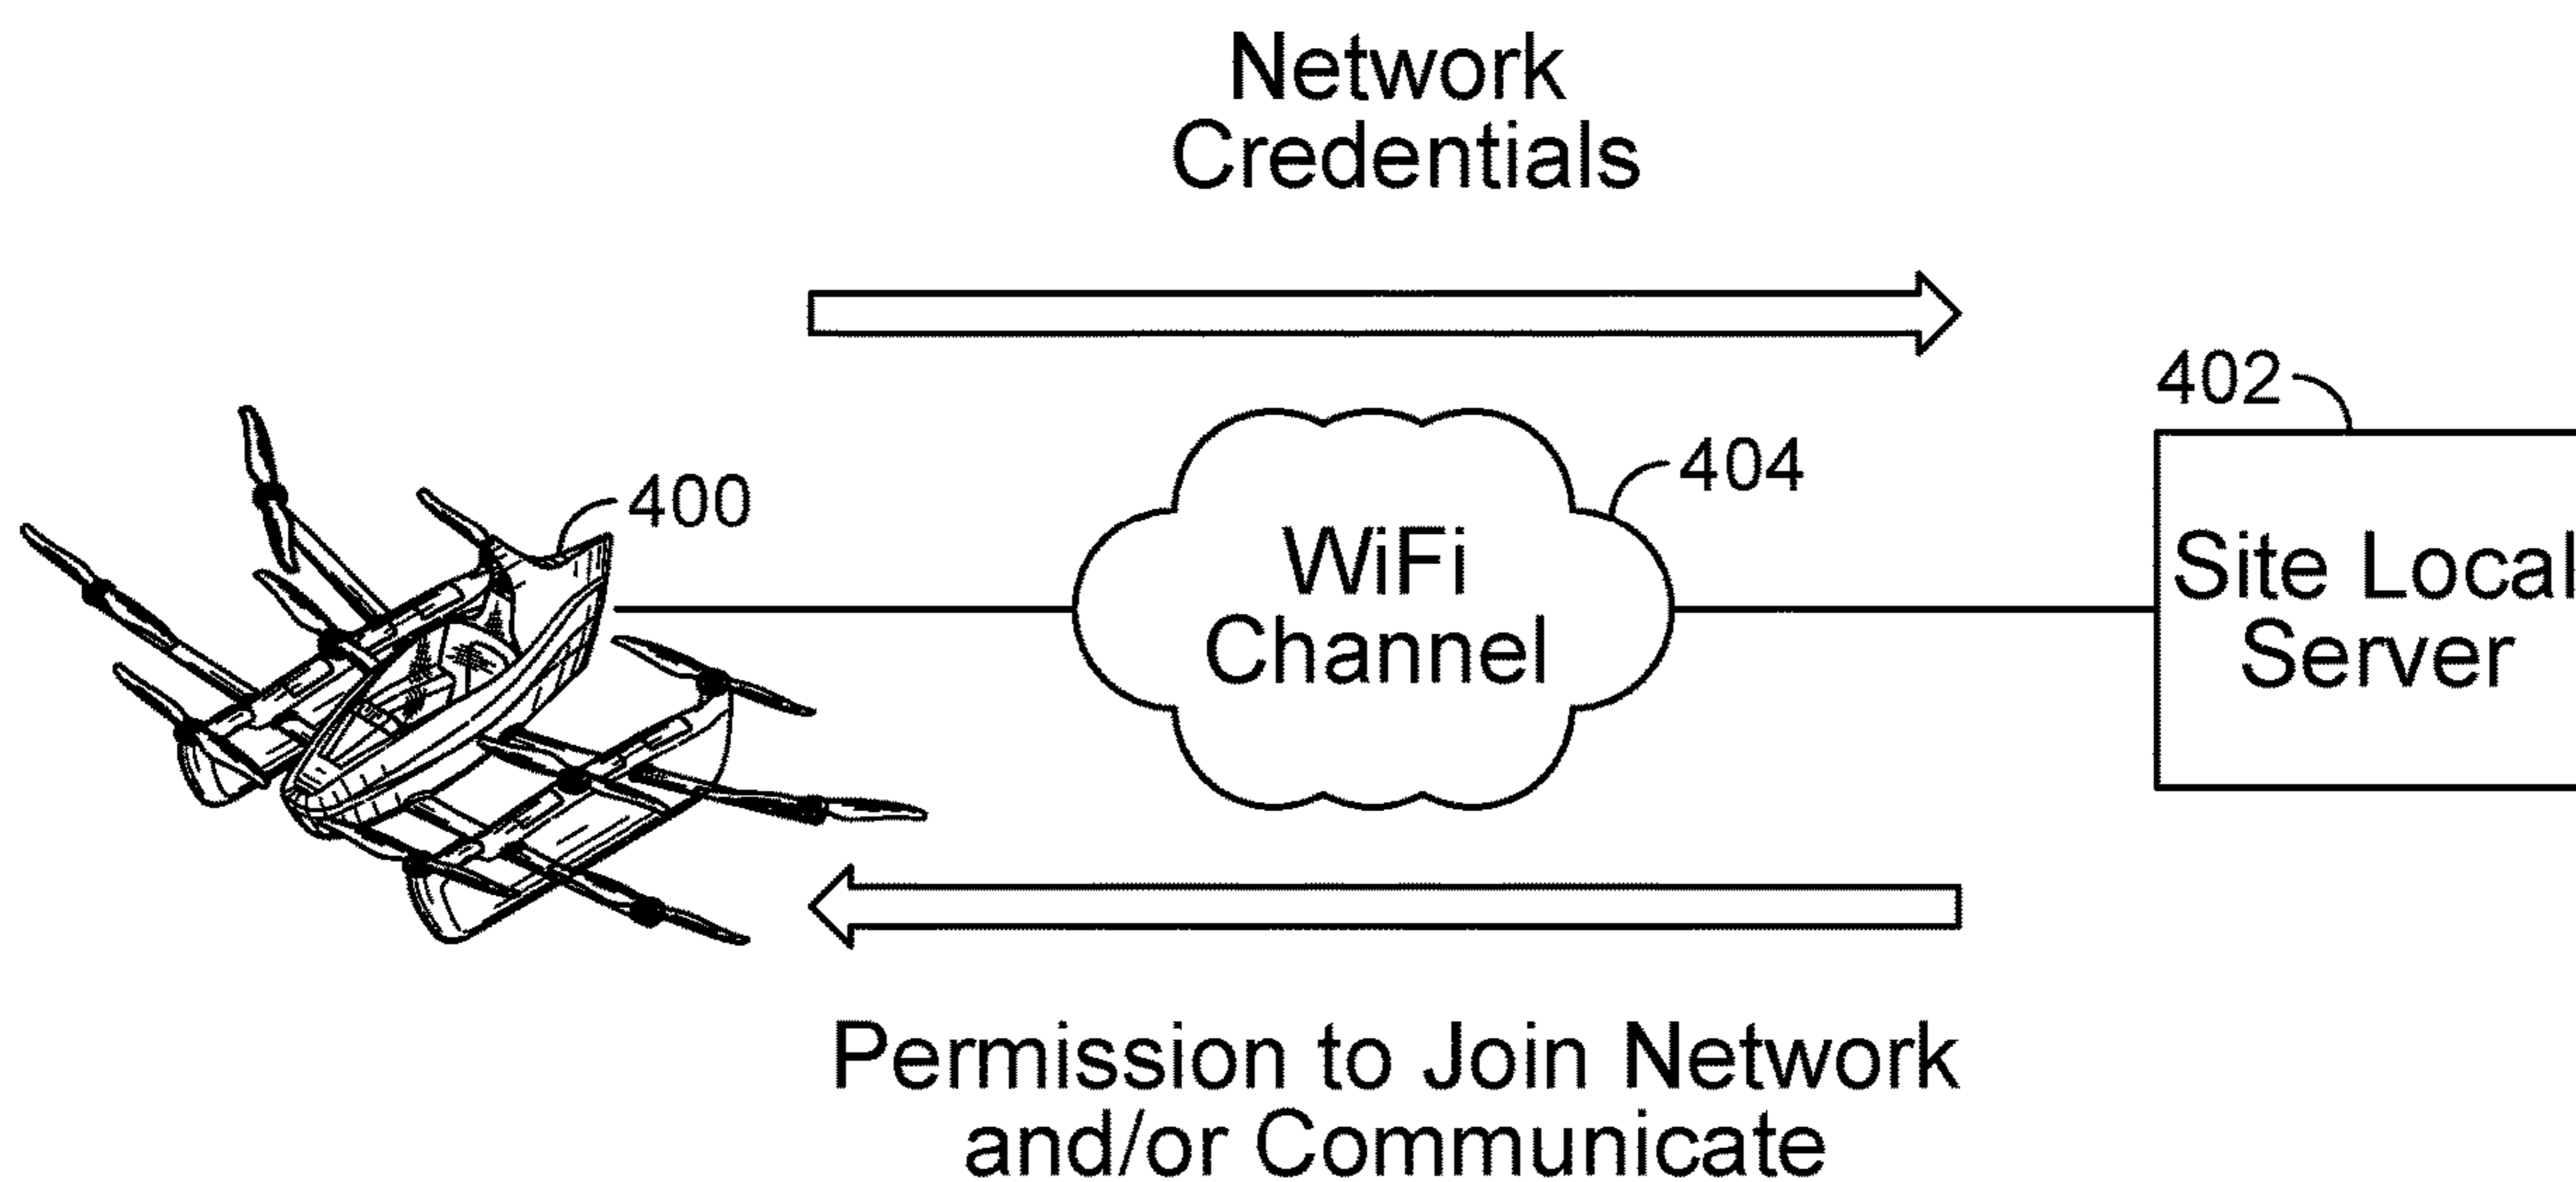 Network
Credentials
402
404
400
WiFi
Channel
Site Local
Server
Permission to Join Network
and/or Communicate